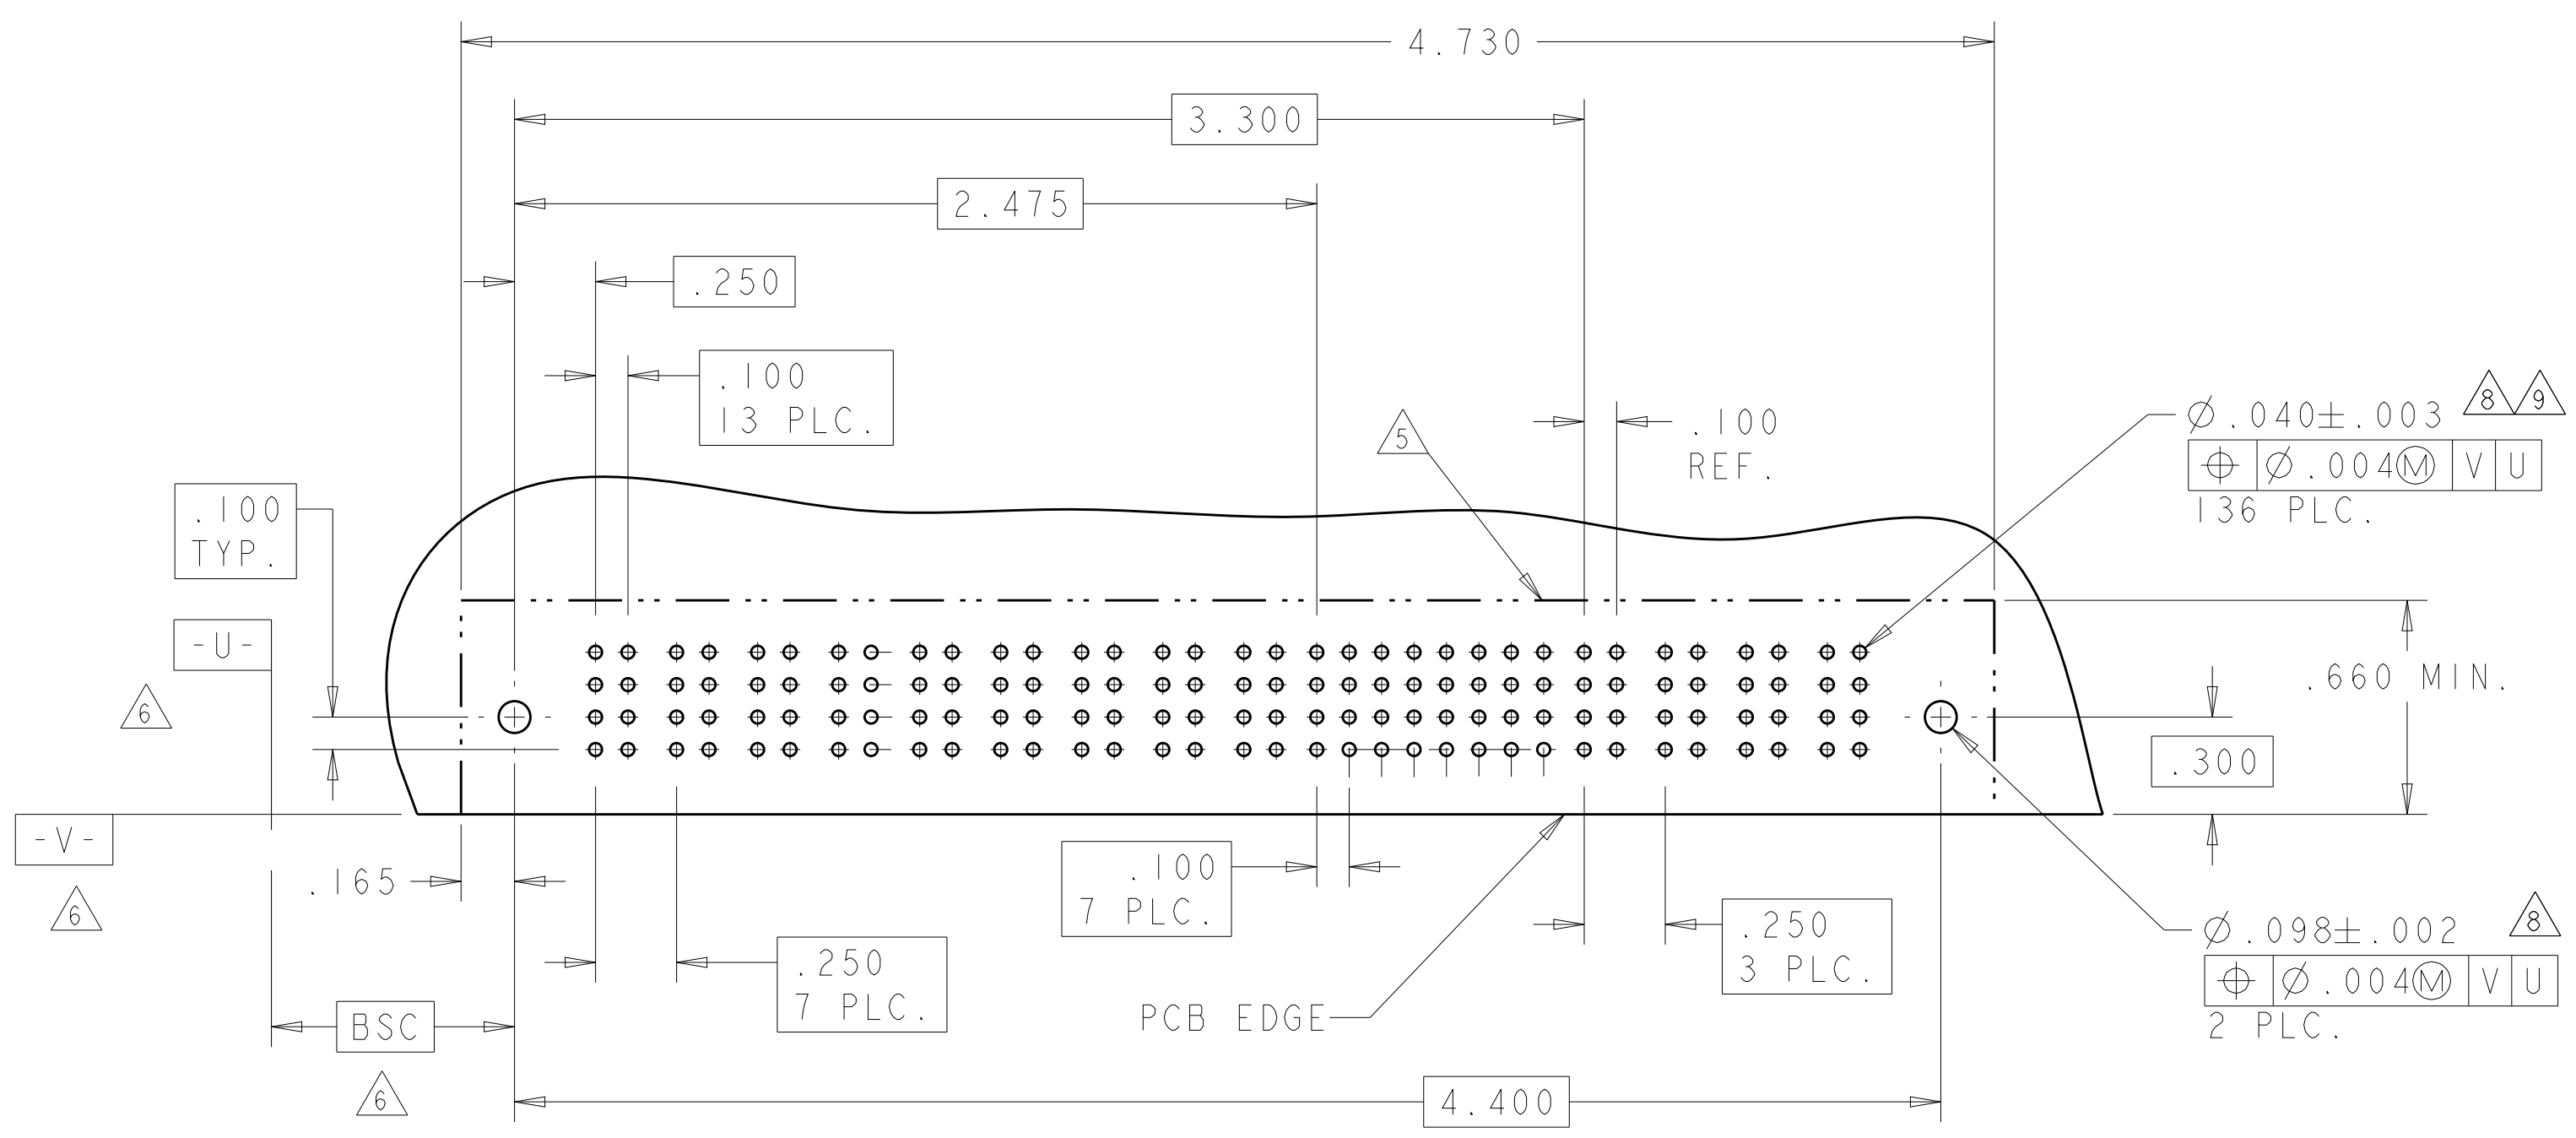 4.730
3.300
2.475
.250
.100
13 PLC.
.100
REF.
5
8 9
Ø.040±.003
⌖ Ø.004Ⓜ V U
136 PLC.
.100
TYP.
-U-
6
.660 MIN.
.300
-V-
6
.165
.100
7 PLC.
.250
3 PLC.
.250
7 PLC.
8
Ø.098±.002
⌖ Ø.004Ⓜ V U
2 PLC.
BSC
6
PCB EDGE
4.400